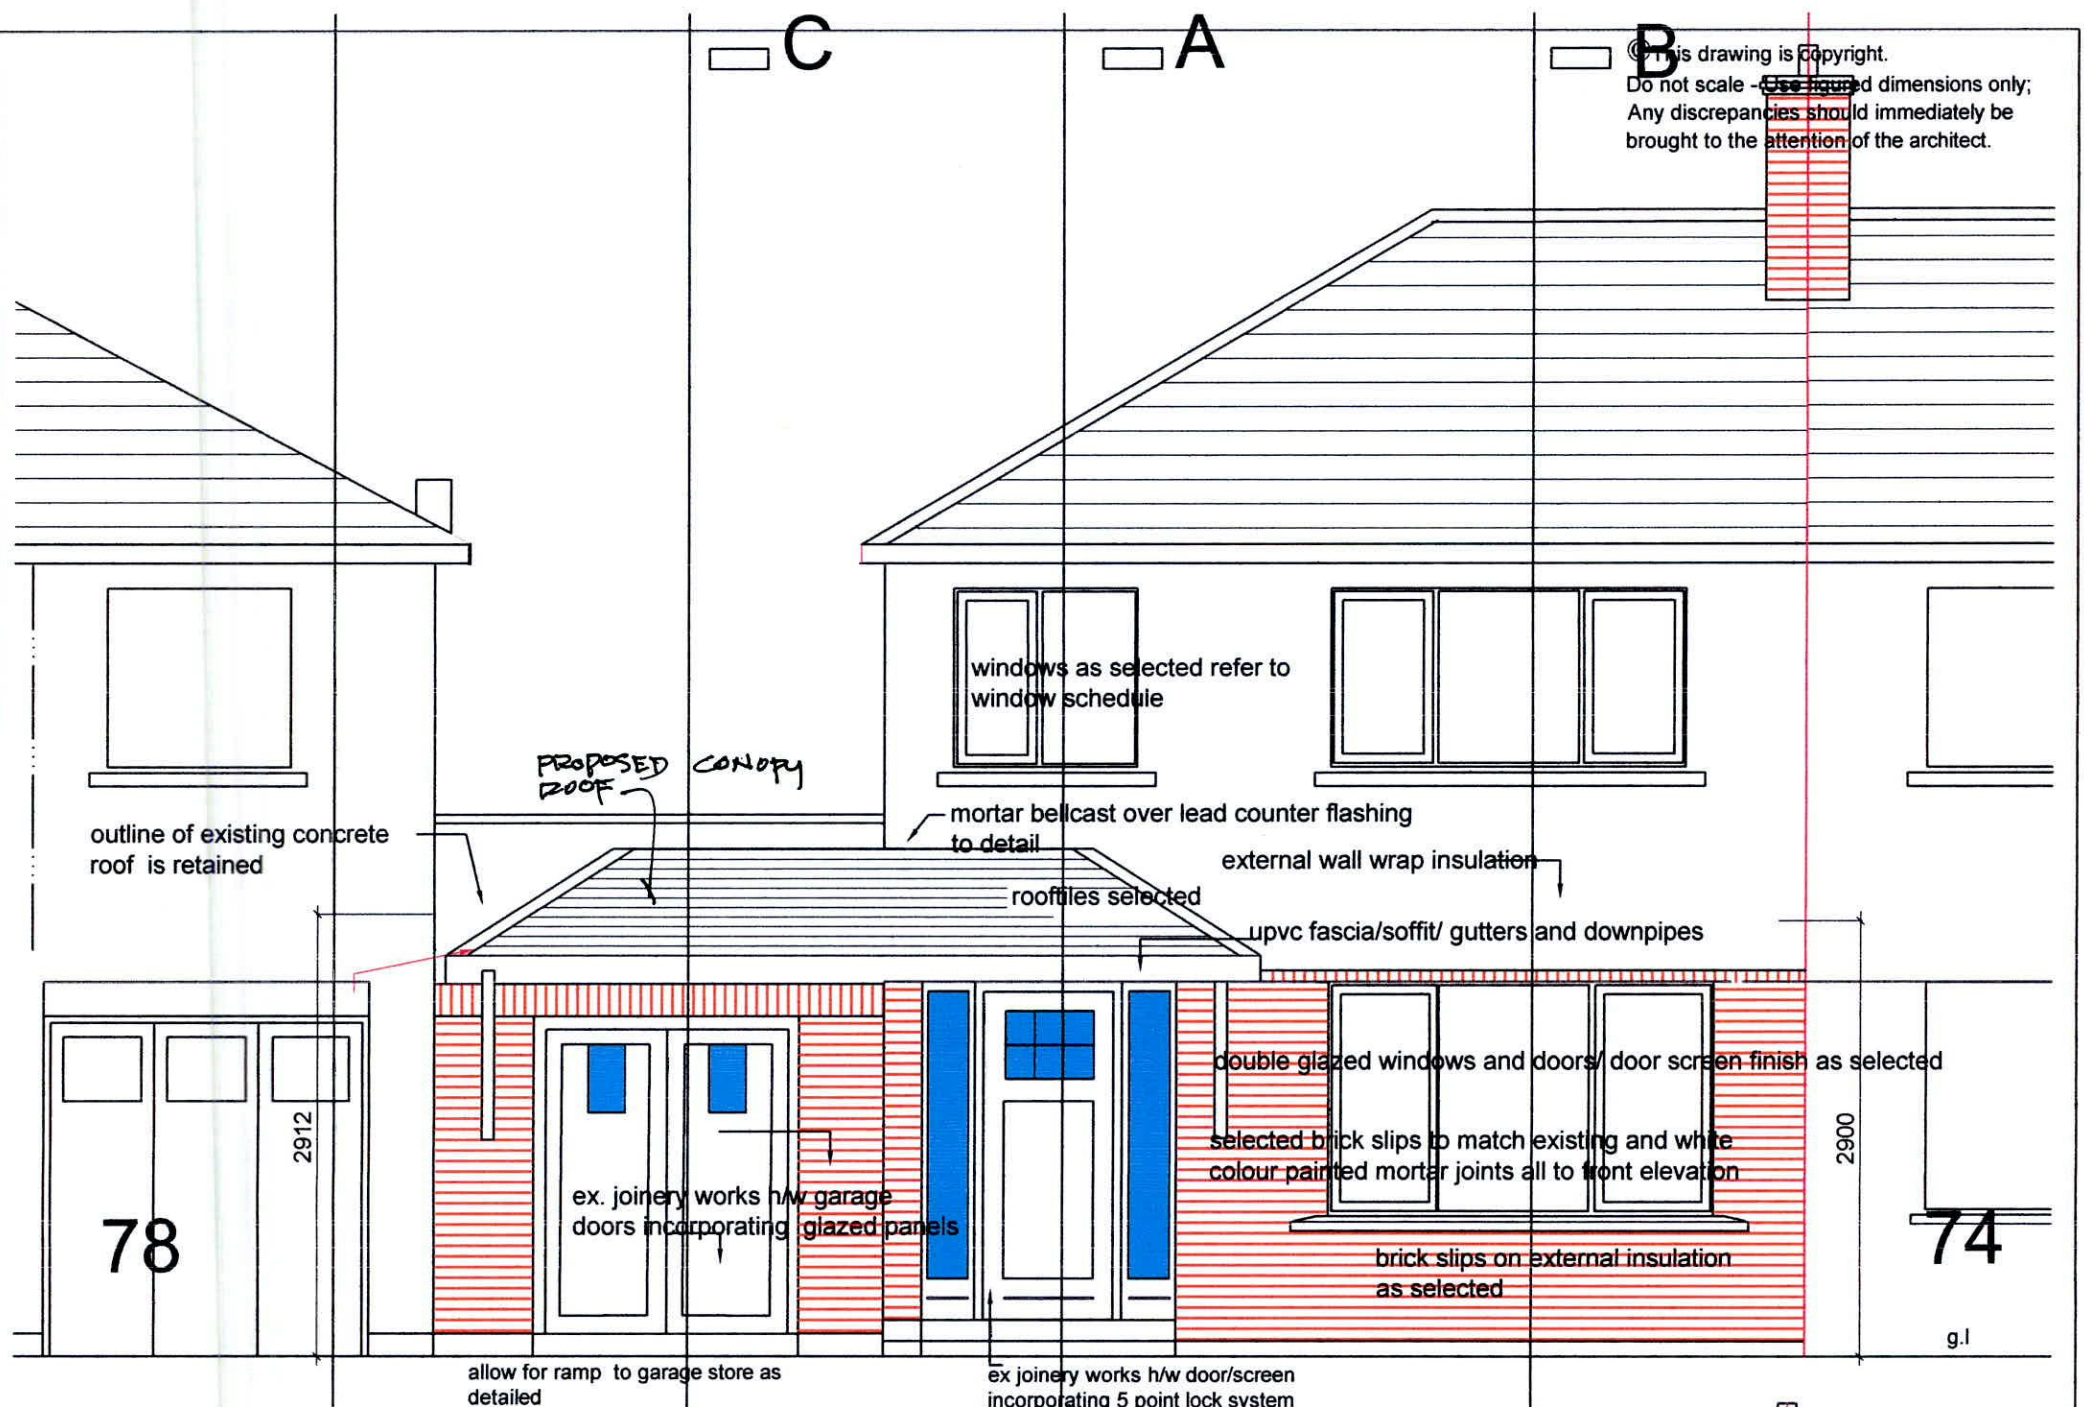 C
A
B
© This drawing is copyright.
Do not scale - Use figured dimensions only;
Any discrepancies should immediately be
brought to the attention of the architect.
windows as selected refer to
window schedule
PROPOSED CONOPY
ROOF
mortar bellcast over lead counter flashing
to detail
outline of existing concrete
roof is retained
external wall wrap insulation
rooftiles selected
upvc fascia/soffit/ gutters and downpipes
double glazed windows and doors/ door screen finish as selected
2912
2900
selected brick slips to match existing and white
colour painted mortar joints all to front elevation
ex. joinery works h/w garage
doors incorporating glazed panels
78
74
brick slips on external insulation
as selected
g.l
allow for ramp to garage store as
detailed
ex joinery works h/w door/screen
incorporating 5 point lock system